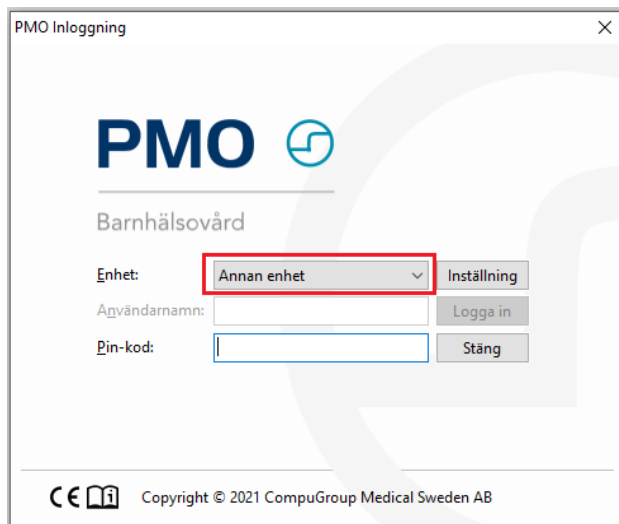 PMO Inloggning
PMO
Barnhälsovård
Enhet: Annan enhet Inställning
Användarnamn: Logga in
Pin-kod: Stäng
CE i Copyright © 2021 CompuGroup Medical Sweden AB